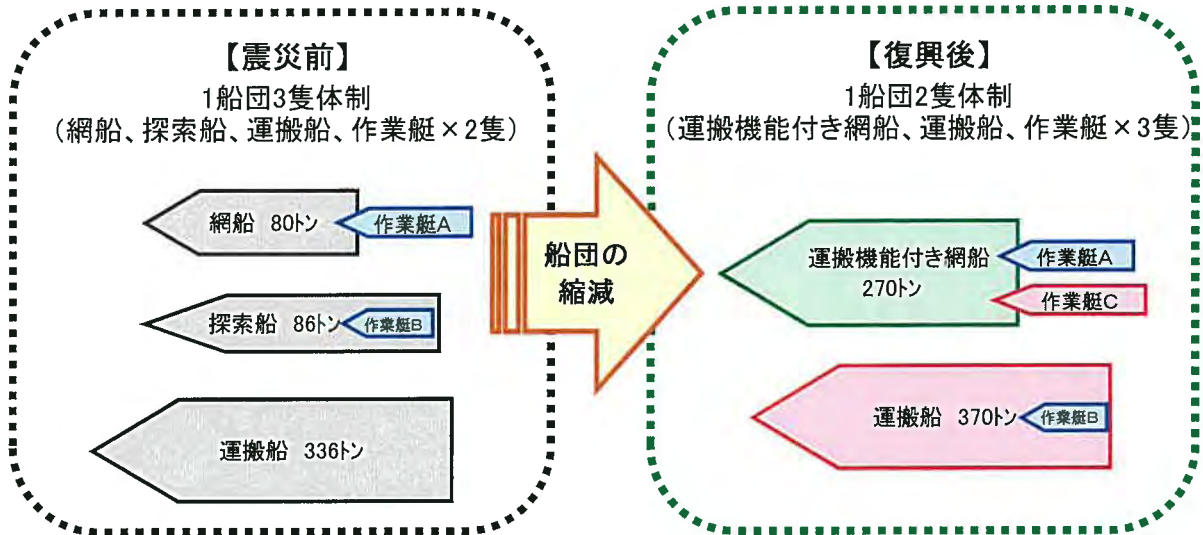 【震災前】
1船団3隻体制
（網船、探索船、運搬船、作業艇×2隻）
網船 80トン
作業艇A
探索船 86トン
作業艇B
運搬船 336トン
船団の
縮減
【復興後】
1船団2隻体制
（運搬機能付き網船、運搬船、作業艇×3隻）
運搬機能付き網船
270トン
作業艇A
作業艇C
運搬船 370トン
作業艇B